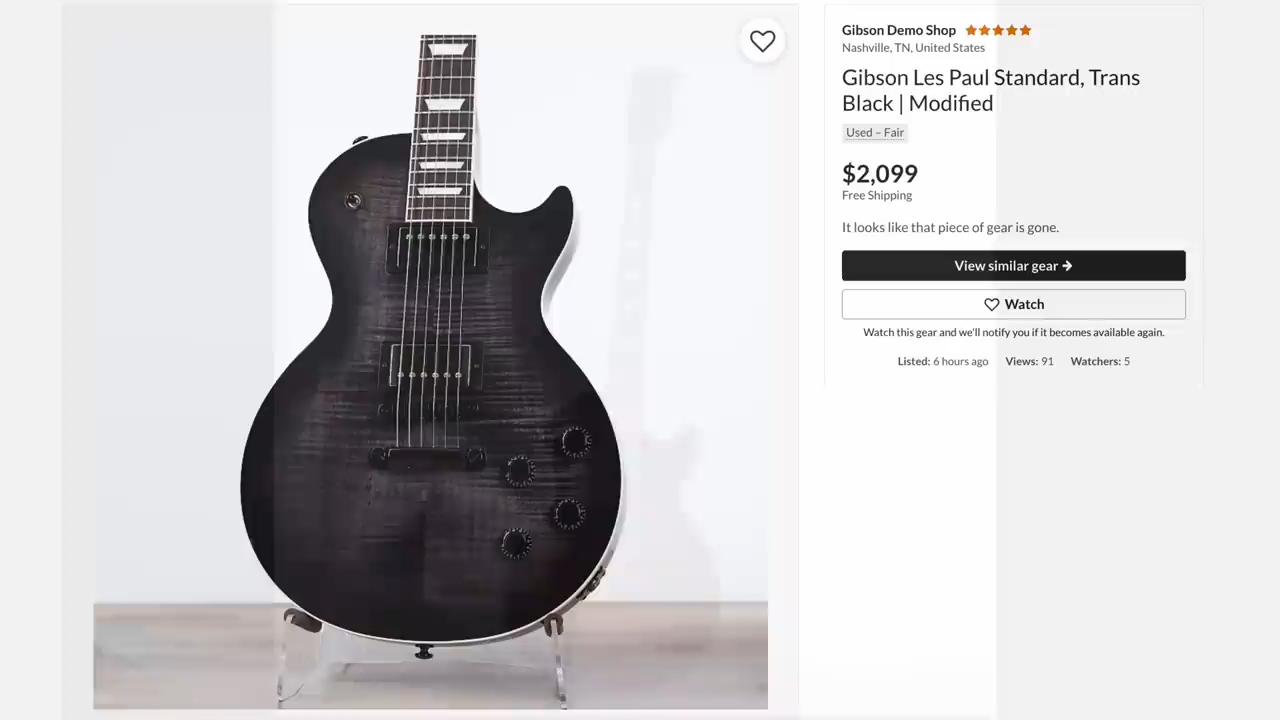 Gibson Demo Shop
Nashville, TN, United States
Gibson Les Paul Standard, Trans
Black | Modified
Used – Fair
$2,099
Free Shipping
It looks like that piece of gear is gone.
View similar gear →
Watch
Watch this gear and we'll notify you if it becomes available again.
Listed: 6 hours ago Views: 91 Watchers: 5